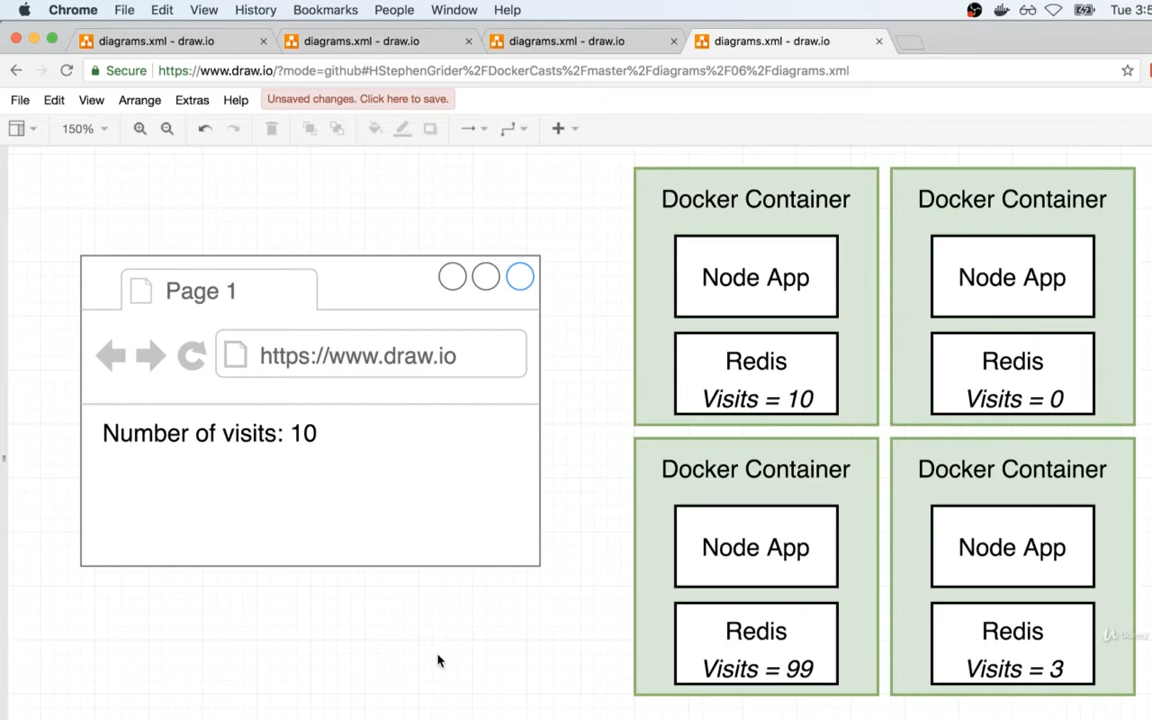 Chrome File Edit View History Bookmarks People Window Help Tue 3:5
diagrams.xml - draw.io diagrams.xml - draw.io diagrams.xml - draw.io diagrams.xml - draw.io
Secure https://www.draw.io/?mode=github#HStephenGrider%2FDockerCasts%2Fmaster%2Fdiagrams%2F06%2Fdiagrams.xml
File Edit View Arrange Extras Help Unsaved changes. Click here to save.
150%
Page 1
https://www.draw.io
Number of visits: 10
Docker Container
Node App
Redis
Visits = 10
Docker Container
Node App
Redis
Visits = 0
Docker Container
Node App
Redis
Visits = 99
Docker Container
Node App
Redis
Visits = 3
Udemy